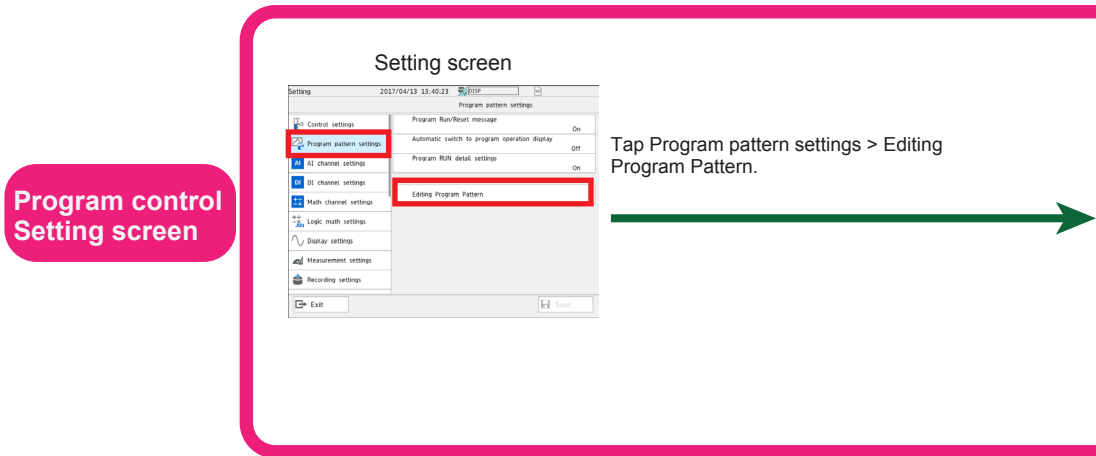 Setting screen
Setting 2017/04/13 13:40:23 DISP
Program pattern settings
Control settings
Program pattern settings
AI AI channel settings
DI DI channel settings
Math channel settings
Logic math settings
Display settings
Measurement settings
Recording settings
Program Run/Reset message
On
Automatic switch to program operation display
Off
Program RUN detail settings
On
Editing Program Pattern
Exit
Save
Tap Program pattern settings > Editing
Program Pattern.
Program control
Setting screen